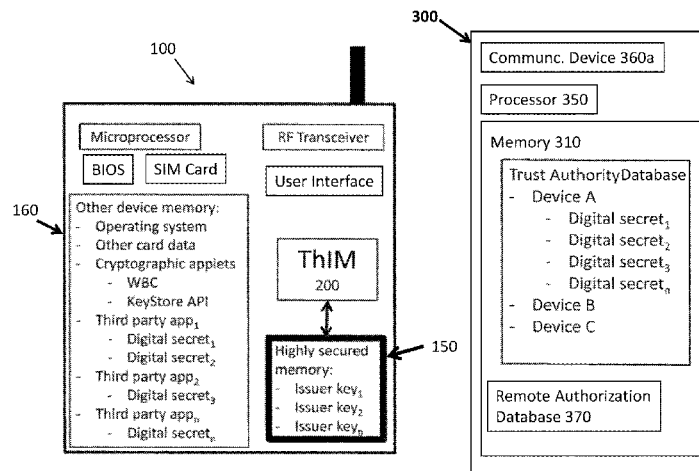 100
Microprocessor
RF Transceiver
BIOS
SIM Card
User Interface
160
Other device memory:
- Operating system
- Other card data
- Cryptographic applets
- WBC
- KeyStore API
- Third party app1
- Digital secret1
- Digital secret2
- Third party app2
- Digital secret3
- Third party appn
- Digital secretn
ThIM
200
150
Highly secured
memory:
- Issuer key1
- Issuer key2
- Issuer keyn
300
Communc. Device 360a
Processor 350
Memory 310
Trust Authority Database
- Device A
- Digital secret1
- Digital secret2
- Digital secret3
- Digital secretn
- Device B
- Device C
Remote Authorization
Database 370